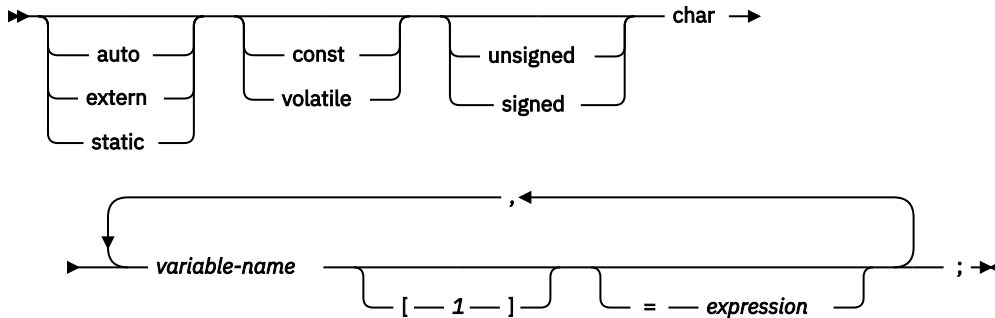 char
auto const unsigned
extern volatile signed
static
,
variable-name ;
[ 1 ] = expression